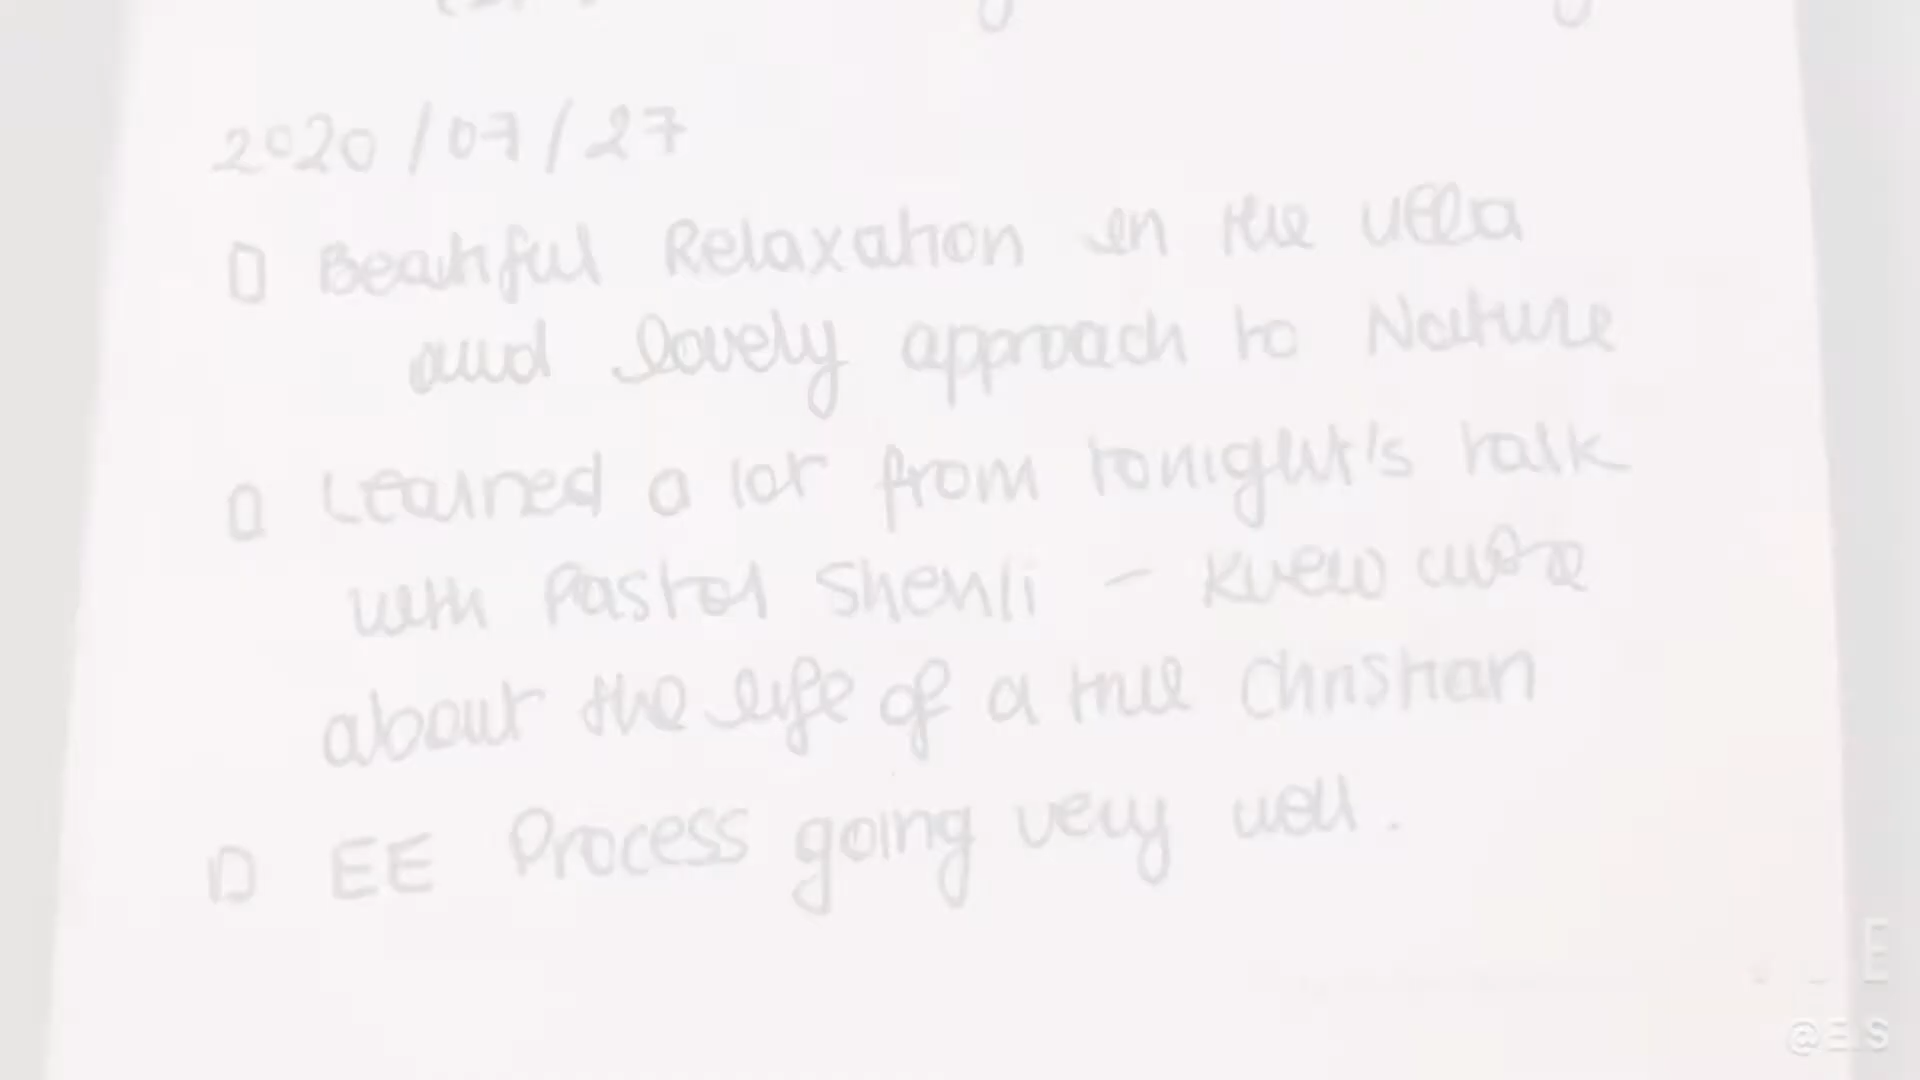 2020/07/27
Beautiful Relaxation in the villa
and lovely approach to Nature
Learned a lot from tonight's talk
with Pastor Shenli - Knew more
about the life of a true Christian
EE Process going very well.
E
@E.S